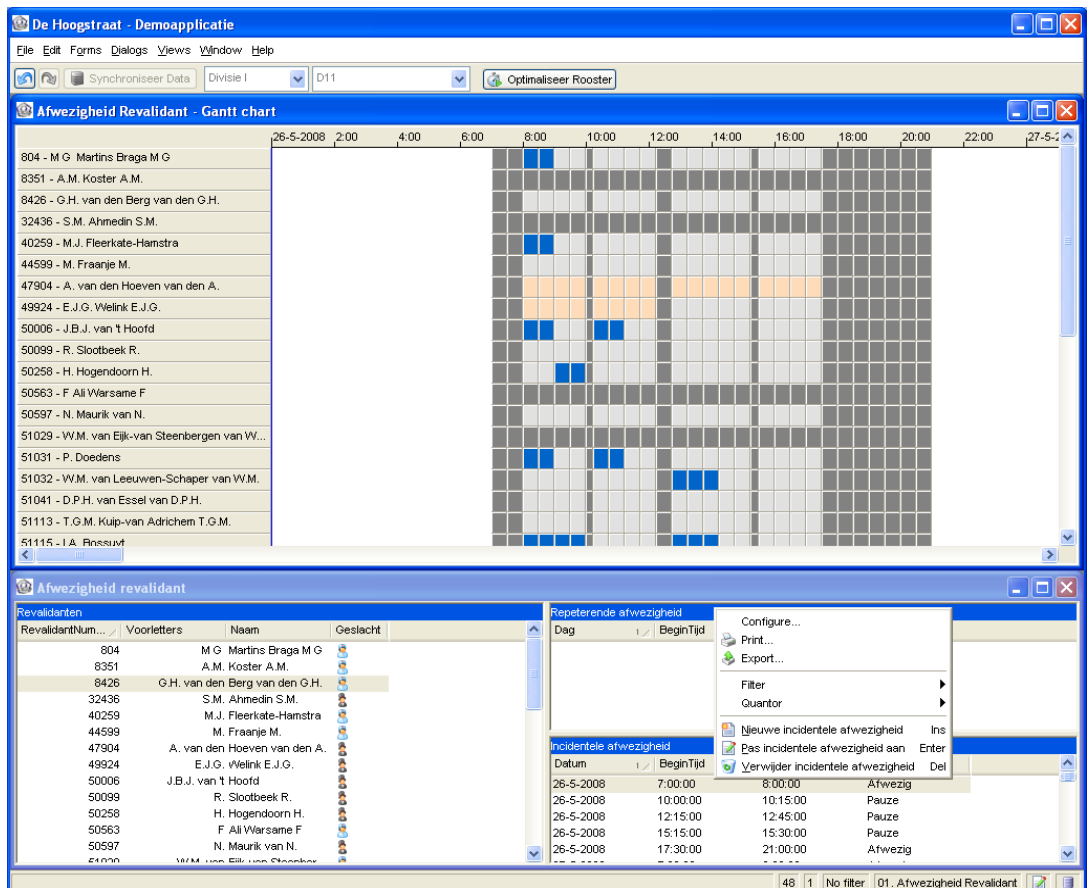 De Hoogstraat - Demoapplicatie
File Edit Forms Dialogs Views Window Help
Synchroniseer Data Divisie I D11 Optimaliseer Rooster
Afwezigheid Revalidant - Gantt chart
26-5-2008 2:00 4:00 6:00 8:00 10:00 12:00 14:00 16:00 18:00 20:00 22:00 27-5-2
804 - M G Martins Braga M G
8351 - A.M. Koster A.M.
8426 - G.H. van den Berg van den G.H.
32436 - S.M. Ahmedin S.M.
40259 - M.J. Fleerkate-Hamstra
44599 - M. Fraanje M.
47904 - A. van den Hoeven van den A.
49924 - E.J.G. Welink E.J.G.
50006 - J.B.J. van 't Hoofd
50099 - R. Slootbeek R.
50258 - H. Hogendoorn H.
50563 - F Ali Warsame F
50597 - N. Maurik van N.
51029 - W.M. van Eijk-van Steenbergen van W...
51031 - P. Doedens
51032 - W.M. van Leeuwen-Schaper van W.M.
51041 - D.P.H. van Essel van D.P.H.
51113 - T.G.M. Kuip-van Adrichem T.G.M.
51115 - I.A. Bossuyt
Afwezigheid revalidant
Revalidanten
RevalidantNum... Voorletters Naam Geslacht
804 M G Martins Braga M G
8351 A.M. Koster A.M.
8426 G.H. van den Berg van den G.H.
32436 S.M. Ahmedin S.M.
40259 M.J. Fleerkate-Hamstra
44599 M. Fraanje M.
47904 A. van den Hoeven van den A.
49924 E.J.G. Welink E.J.G.
50006 J.B.J. van 't Hoofd
50099 R. Slootbeek R.
50258 H. Hogendoorn H.
50563 F Ali Warsame F
50597 N. Maurik van N.
51029 W.M. van Eijk-van Steenber
Repeterende afwezigheid
Dag BeginTijd
Configure...
Print...
Export...
Filter
Quantor
Nieuwe incidentele afwezigheid Ins
Pas incidentele afwezigheid aan Enter
Verwijder incidentele afwezigheid Del
Incidentele afwezigheid
Datum BeginTijd
26-5-2008 7:00:00 8:00:00 Afwezig
26-5-2008 10:00:00 10:15:00 Pauze
26-5-2008 12:15:00 12:45:00 Pauze
26-5-2008 15:15:00 15:30:00 Pauze
26-5-2008 17:30:00 21:00:00 Afwezig
48 1 No filter 01. Afwezigheid Revalidant